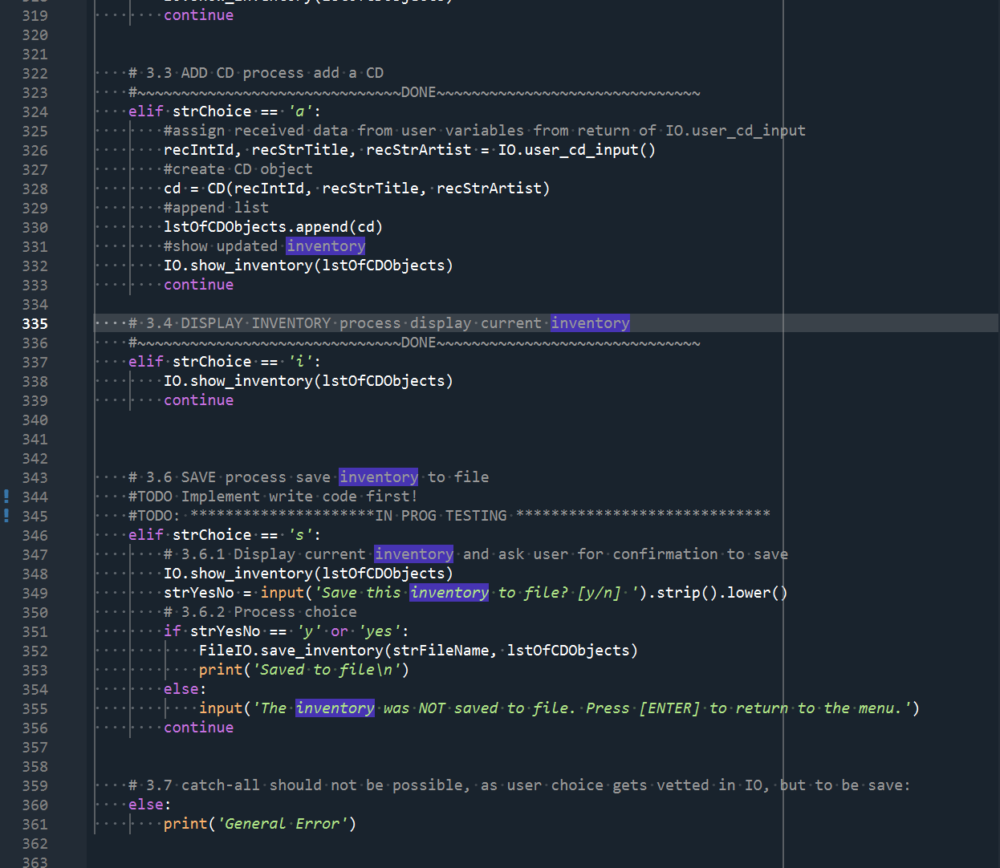 319 continue
320
321
322 # 3.3 ADD CD process add a CD
323 #~~~~~~~~~~~~~~~~~~~~~~~~~~~~~~DONE~~~~~~~~~~~~~~~~~~~~~~~~~~~~~~
324 elif strChoice == 'a':
325 #assign received data from user variables from return of IO.user_cd_input
326 recIntId, recStrTitle, recStrArtist = IO.user_cd_input()
327 #create CD object
328 cd = CD(recIntId, recStrTitle, recStrArtist)
329 #append list
330 lstOfCDObjects.append(cd)
331 #show updated inventory
332 IO.show_inventory(lstOfCDObjects)
333 continue
334
335 # 3.4 DISPLAY INVENTORY process display current inventory
336 #~~~~~~~~~~~~~~~~~~~~~~~~~~~~~~DONE~~~~~~~~~~~~~~~~~~~~~~~~~~~~~~
337 elif strChoice == 'i':
338 IO.show_inventory(lstOfCDObjects)
339 continue
340
341
342
343 # 3.6 SAVE process save inventory to file
344 #TODO Implement write code first!
345 #TODO: *********************IN PROG TESTING *****************************
346 elif strChoice == 's':
347 # 3.6.1 Display current inventory and ask user for confirmation to save
348 IO.show_inventory(lstOfCDObjects)
349 strYesNo = input('Save this inventory to file? [y/n] ').strip().lower()
350 # 3.6.2 Process choice
351 if strYesNo == 'y' or 'yes':
352 FileIO.save_inventory(strFileName, lstOfCDObjects)
353 print('Saved to file\n')
354 else:
355 input('The inventory was NOT saved to file. Press [ENTER] to return to the menu.')
356 continue
357
358
359 # 3.7 catch-all should not be possible, as user choice gets vetted in IO, but to be save:
360 else:
361 print('General Error')
362
363